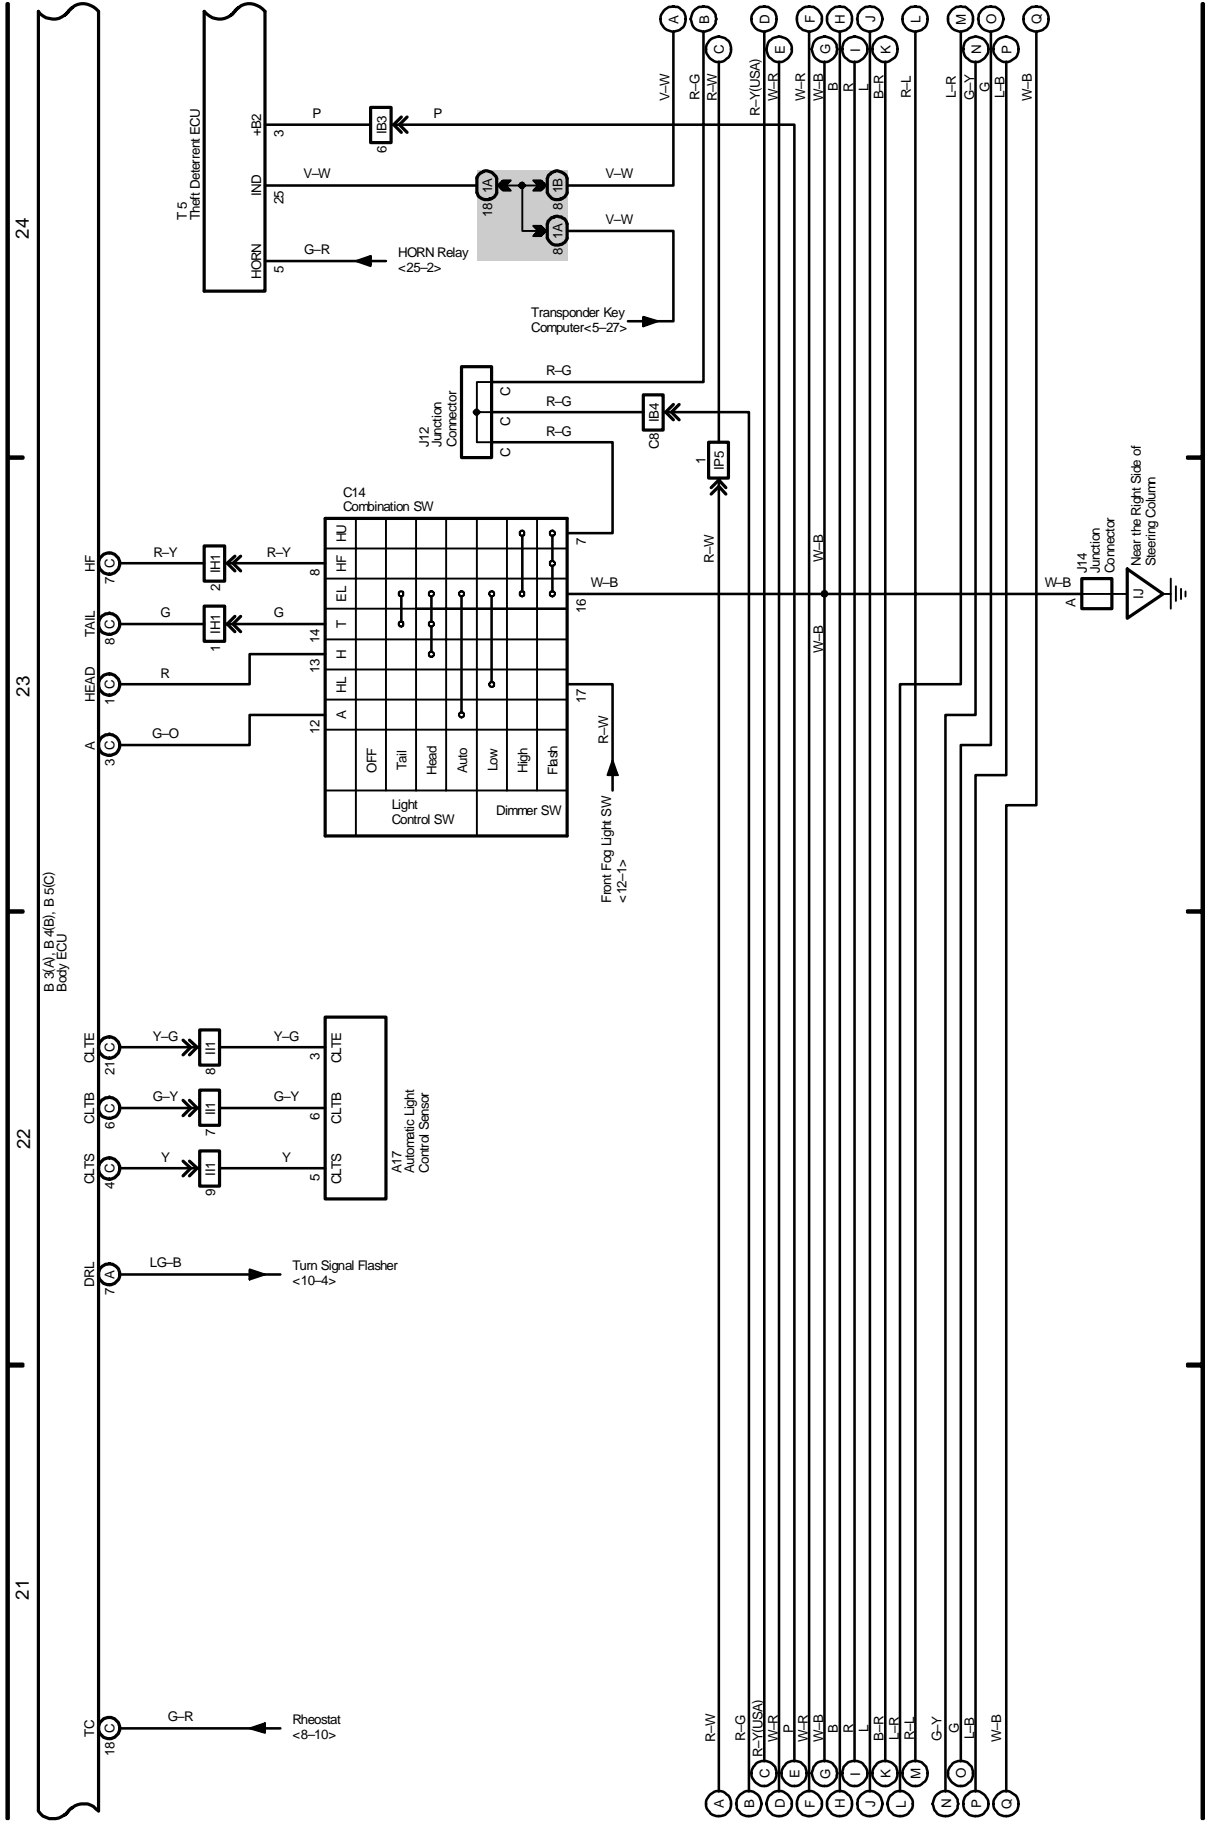 24
23
22
21
T 5
Theft Deterrent ECU
+B2
3
P
6
IB3
P
IND
25
V–W
18
1A
8
1B
V–W
8
1A
V–W
HORN
5
G–R
HORN Relay
<25–2>
Transponder Key
Computer<5–27>
J12
Junction
Connector
C
R–G
C
R–G
C8
IB4
C
R–G
1
IP5
R–W
C14
Combination SW
HU
HF
EL
T
H
HL
A
OFF
Tail
Head
Auto
Low
High
Flash
Light
Control SW
Dimmer SW
7
8
16
14
13
17
12
W–B
R–W
Front Fog Light SW
<12–1>
W–B
W–B
W–B
A
J14
Junction
Connector
IJ
Near the Right Side of
Steering Column
B 3(A), B 4(B), B 5(C)
Body ECU
HF
7
C
R–Y
2
IH1
R–Y
TAIL
8
C
G
1
IH1
G
HEAD
1
C
R
A
3
C
G–O
CLTE
21
C
Y–G
8
II1
Y–G
3
CLTE
CLTB
6
C
G–Y
7
II1
G–Y
6
CLTB
CLTS
4
C
Y
9
II1
Y
5
CLTS
A17
Automatic Light
Control Sensor
DRL
7
A
LG–B
Turn Signal Flasher
<10–4>
TC
18
C
G–R
Rheostat
<8–10>
A
V–W
B
R–G
C
R–W
D
R–Y(USA)
E
W–R
F
W–R
G
W–B
H
B
I
R
J
L
K
B–R
L
R–L
M
L–R
N
G–Y
O
G
P
L–B
Q
W–B
R–W
A
R–G
B
R–Y(USA)
C
W–R
D
P
E
W–R
F
W–B
G
B
H
R
I
L
J
B–R
K
L–R
L
R–L
M
G–Y
N
G
O
L–B
P
W–B
Q